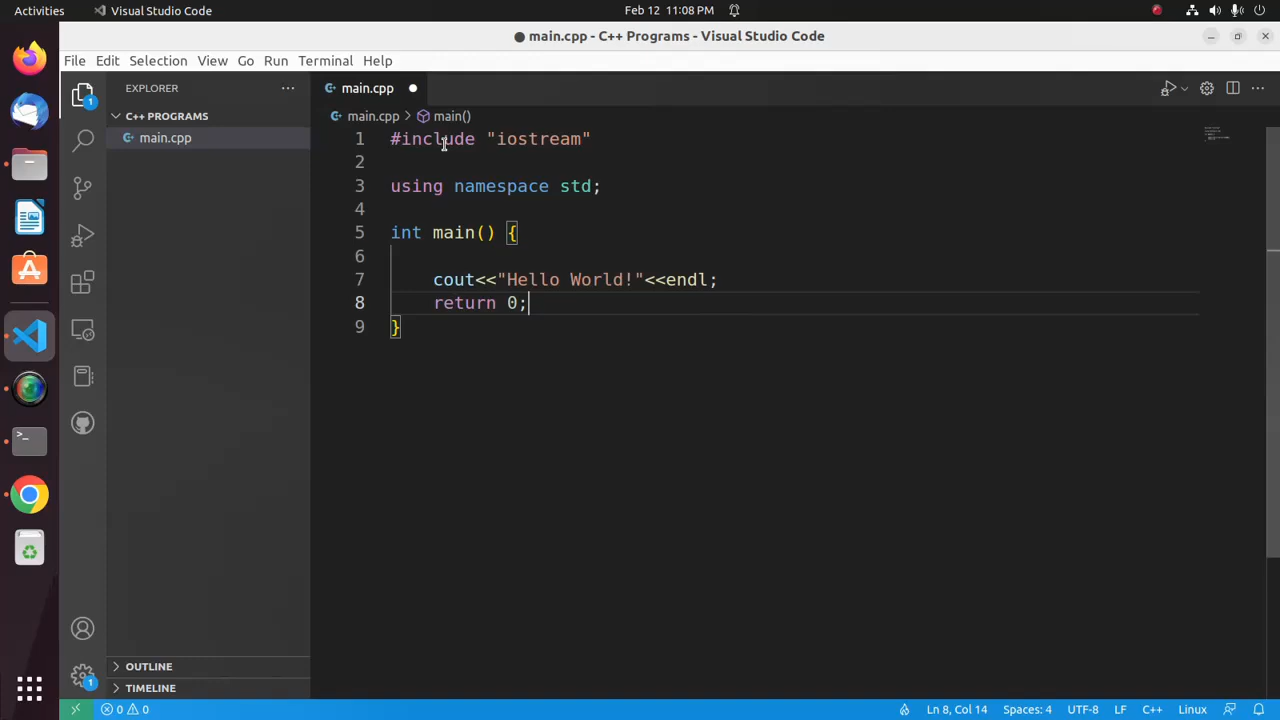 Activities
Visual Studio Code
Feb 12 11:08 PM
main.cpp - C++ Programs - Visual Studio Code
File Edit Selection View Go Run Terminal Help
EXPLORER
main.cpp
C++ PROGRAMS
main.cpp > main()
main.cpp
1 #include "iostream"
2
3 using namespace std;
4
5 int main() {
6
7 cout<<"Hello World!"<<endl;
8 return 0;
9 }
1
OUTLINE
1
TIMELINE
0 0
Ln 8, Col 14 Spaces: 4 UTF-8 LF C++ Linux